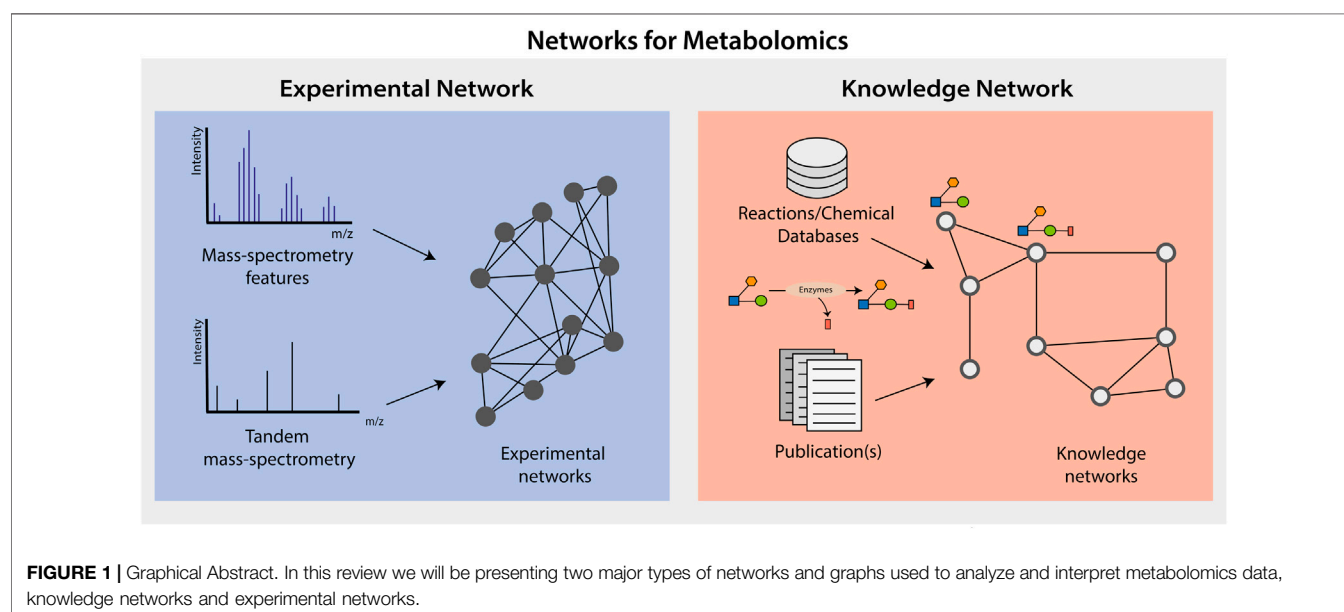 Networks for Metabolomics
Experimental Network
Intensity
m/z
Mass-spectrometry
features
Intensity
m/z
Tandem
mass-spectrometry
Experimental
networks
Knowledge Network
Reactions/Chemical
Databases
Enzymes
Publication(s)
Knowledge
networks
FIGURE 1 | Graphical Abstract. In this review we will be presenting two major types of networks and graphs used to analyze and interpret metabolomics data,
knowledge networks and experimental networks.